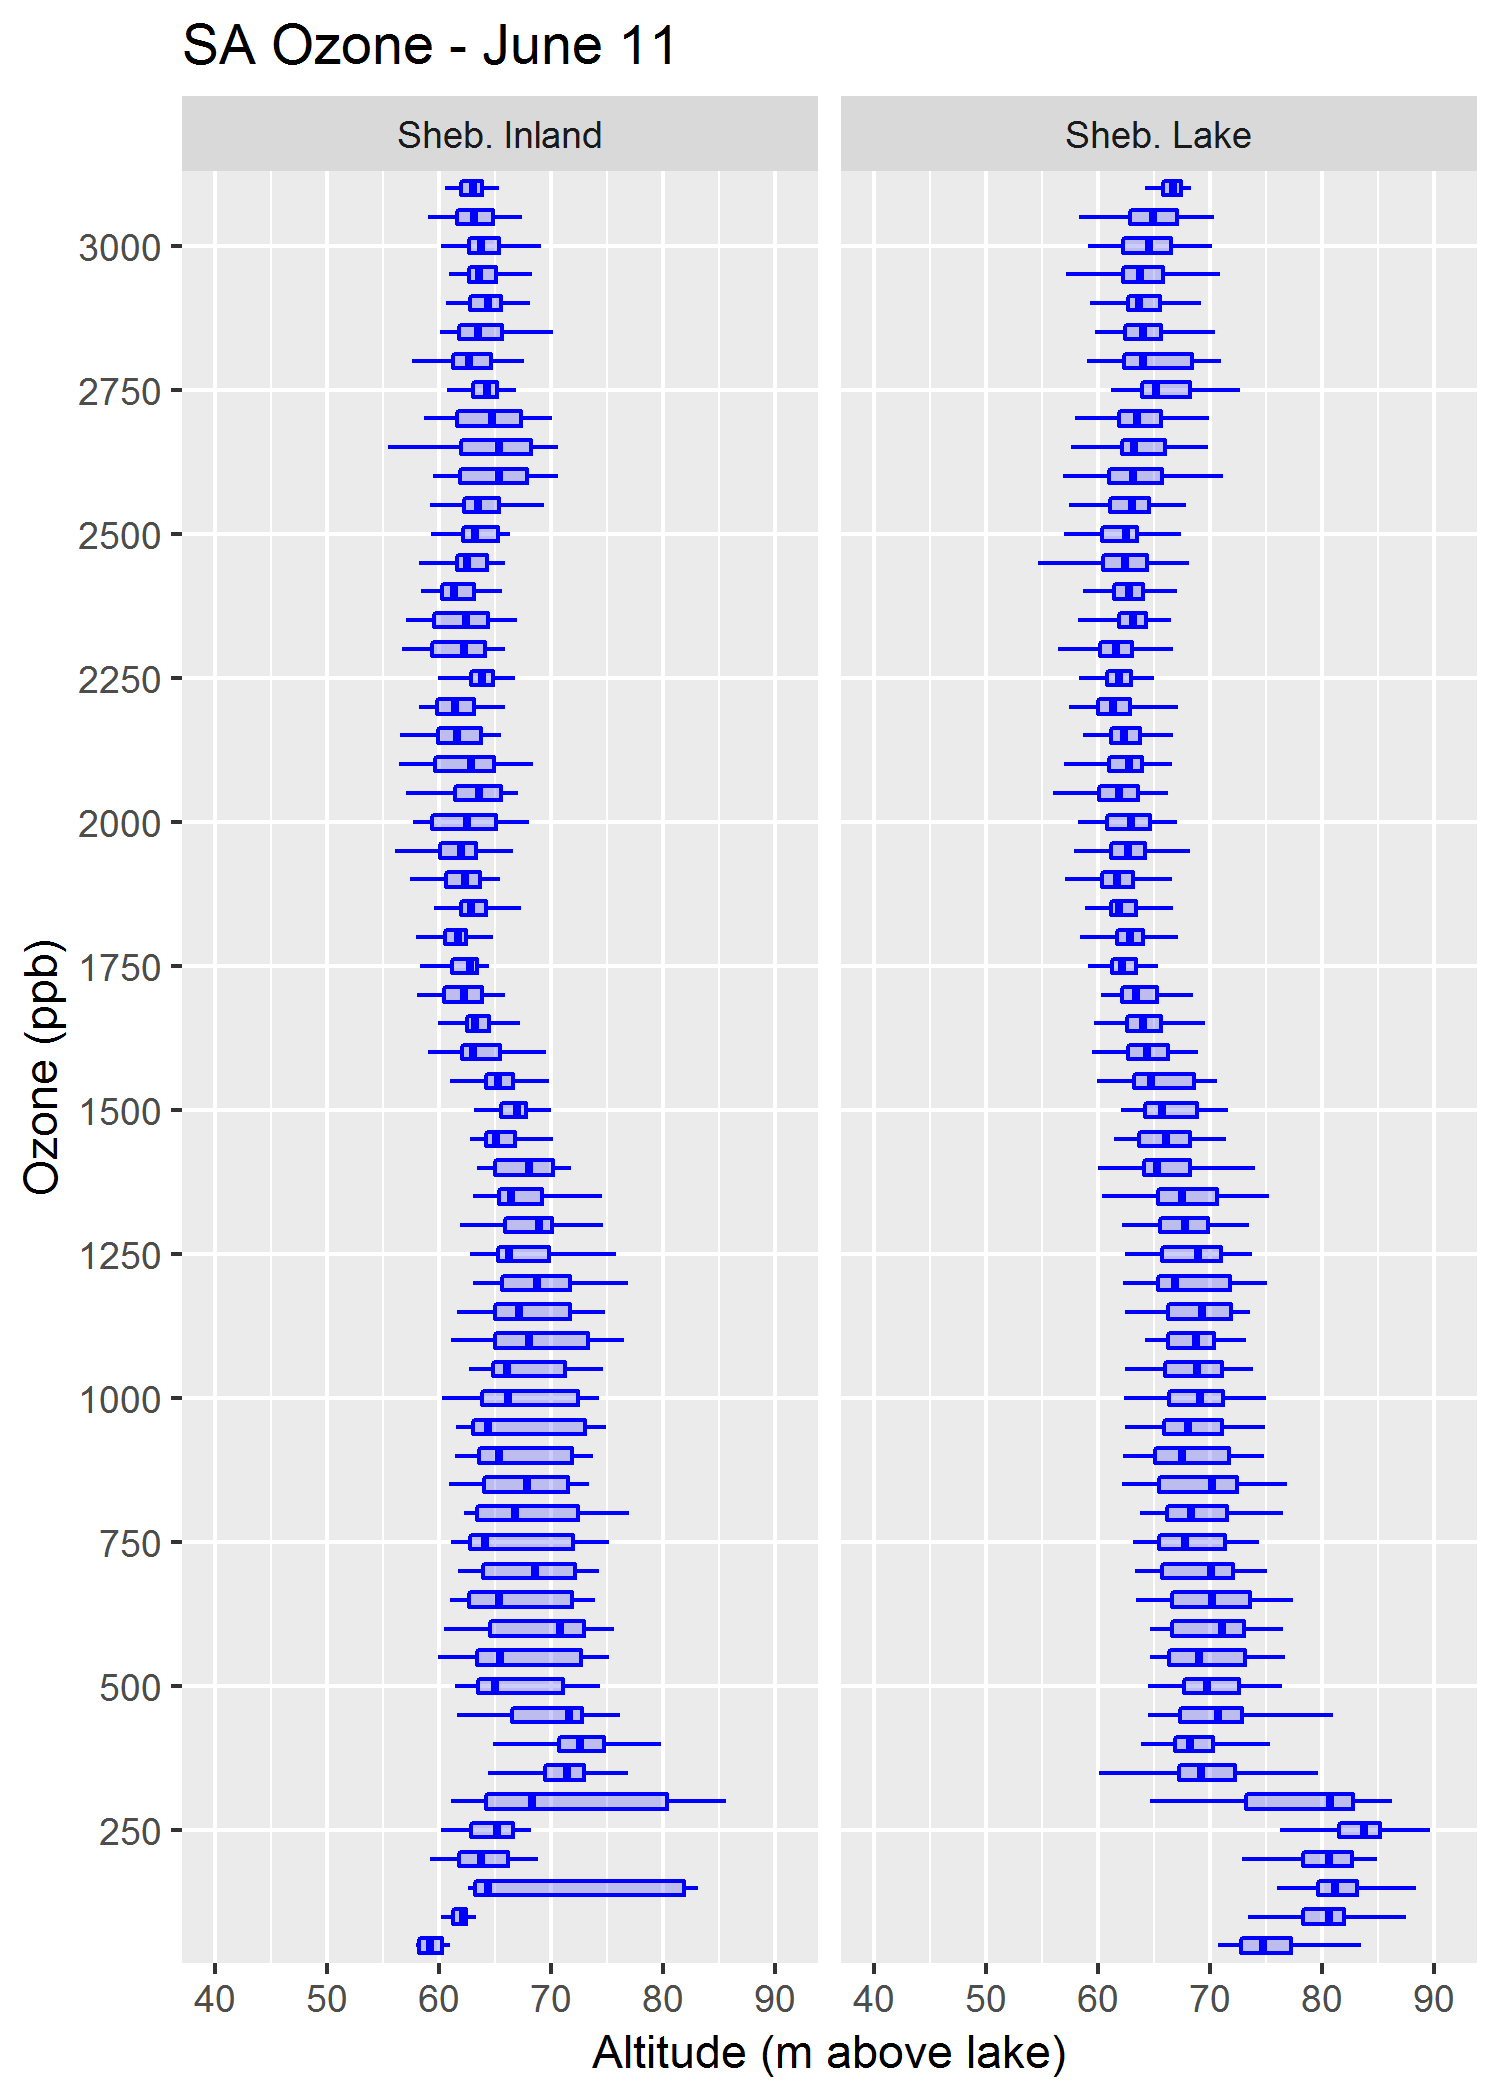 SA Ozone - June 11
Sheb. Inland
Sheb. Lake
3000
2750
2500
2250
2000
1750
1500
1250
1000
750
500
250
Ozone (ppb)
40 50 60 70 80 90
40 50 60 70 80 90
Altitude (m above lake)